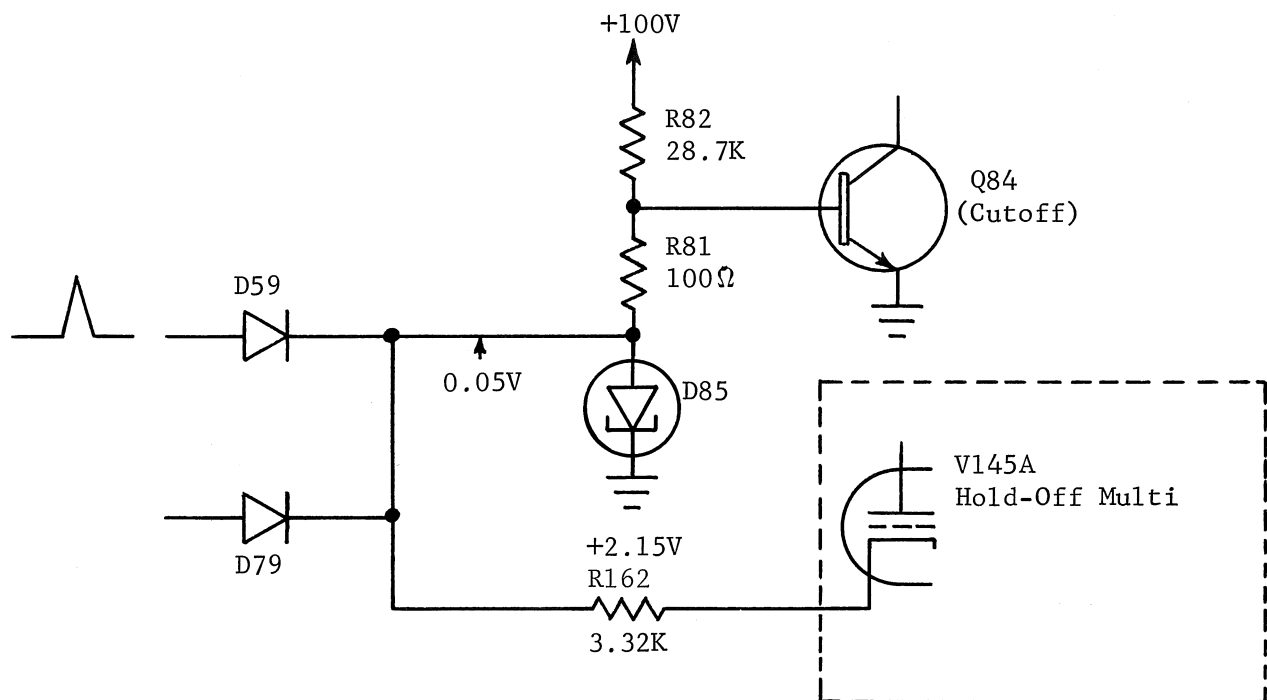 +100V
R82
28.7K
Q84
(Cutoff)
R81
100Ω
D59
0.05V
D85
V145A
Hold-Off Multi
D79
+2.15V
R162
3.32K